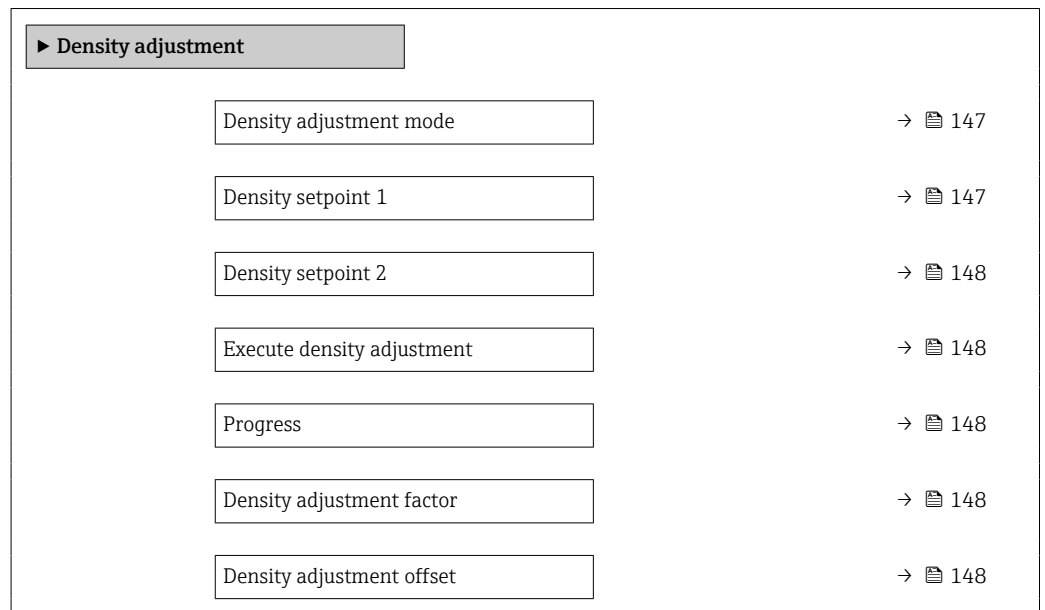 ▶ Density adjustment
Density adjustment mode → 147
Density setpoint 1 → 147
Density setpoint 2 → 148
Execute density adjustment → 148
Progress → 148
Density adjustment factor → 148
Density adjustment offset → 148